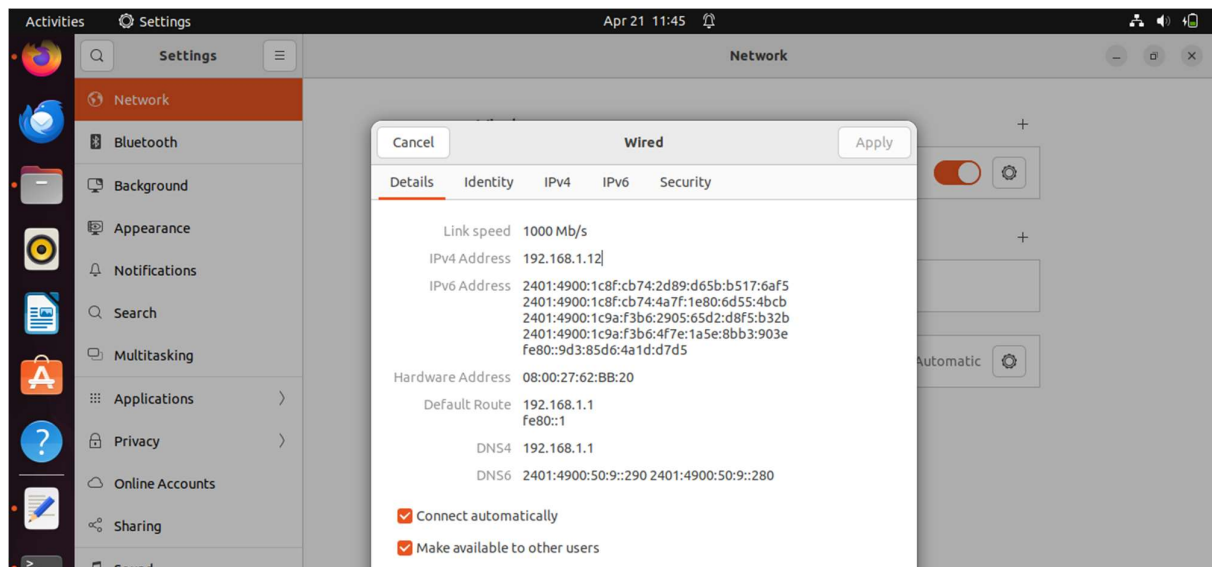 Activities Settings Apr 21 11:45
Settings Network
Network
Bluetooth
Background
Appearance
Notifications
Search
Multitasking
Applications
Privacy
Online Accounts
Sharing
Cancel Wired Apply
Details Identity IPv4 IPv6 Security
Link speed 1000 Mb/s
IPv4 Address 192.168.1.12
IPv6 Address 2401:4900:1c8f:cb74:2d89:d65b:b517:6af5
2401:4900:1c8f:cb74:4a7f:1e80:6d55:4bcb
2401:4900:1c9a:f3b6:2905:65d2:d8f5:b32b
2401:4900:1c9a:f3b6:4f7e:1a5e:8bb3:903e
fe80::9d3:85d6:4a1d:d7d5
Hardware Address 08:00:27:62:BB:20
Default Route 192.168.1.1
fe80::1
DNS4 192.168.1.1
DNS6 2401:4900:50:9::290 2401:4900:50:9::280
Connect automatically
Make available to other users
Automatic